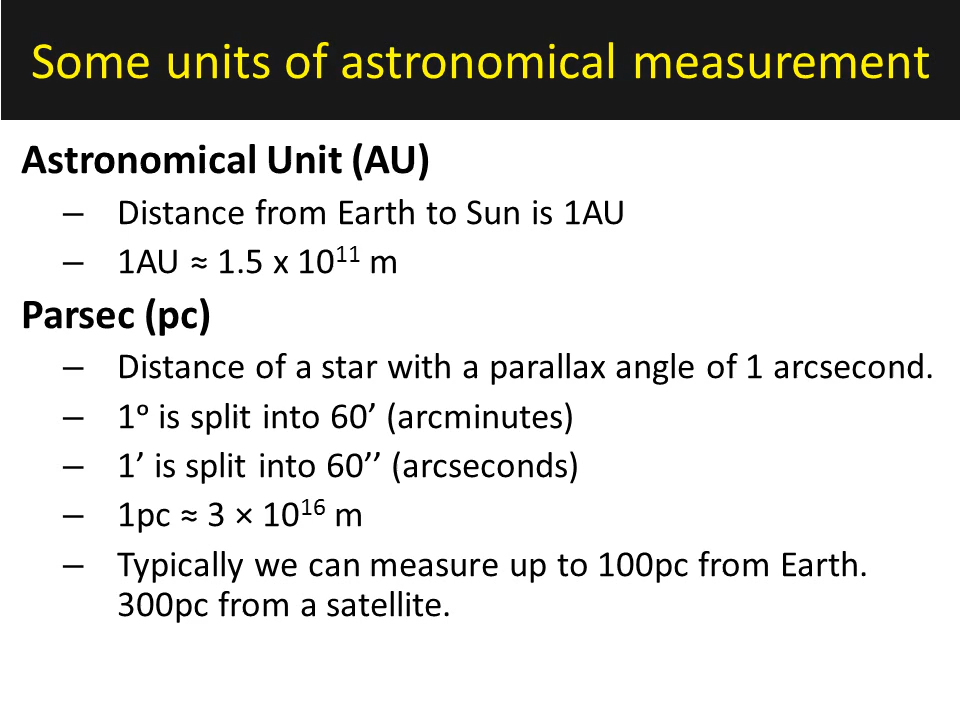 Some units of astronomical measurement
Astronomical Unit (AU)
– Distance from Earth to Sun is 1AU
– 1AU ≈ 1.5 x 10¹¹ m
Parsec (pc)
– Distance of a star with a parallax angle of 1 arcsecond.
– 1º is split into 60’ (arcminutes)
– 1’ is split into 60’’ (arcseconds)
– 1pc ≈ 3 × 10¹⁶ m
– Typically we can measure up to 100pc from Earth.
300pc from a satellite.